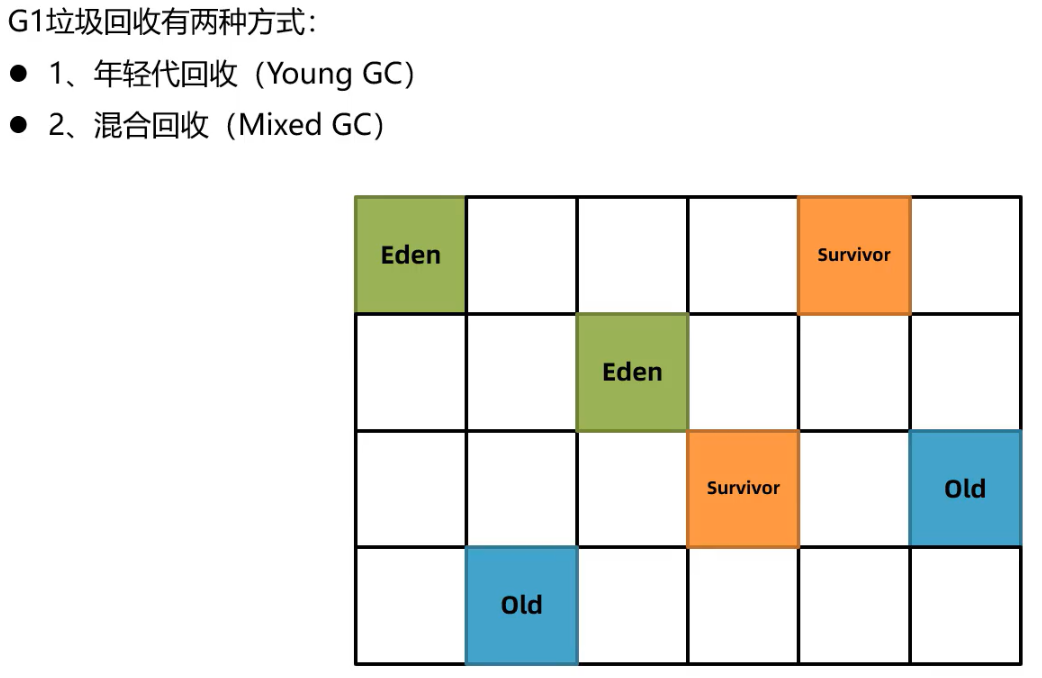 G1垃圾回收有两种方式：
● 1、年轻代回收（Young GC）
● 2、混合回收（Mixed GC）
Eden
Survivor
Eden
Survivor
Old
Old